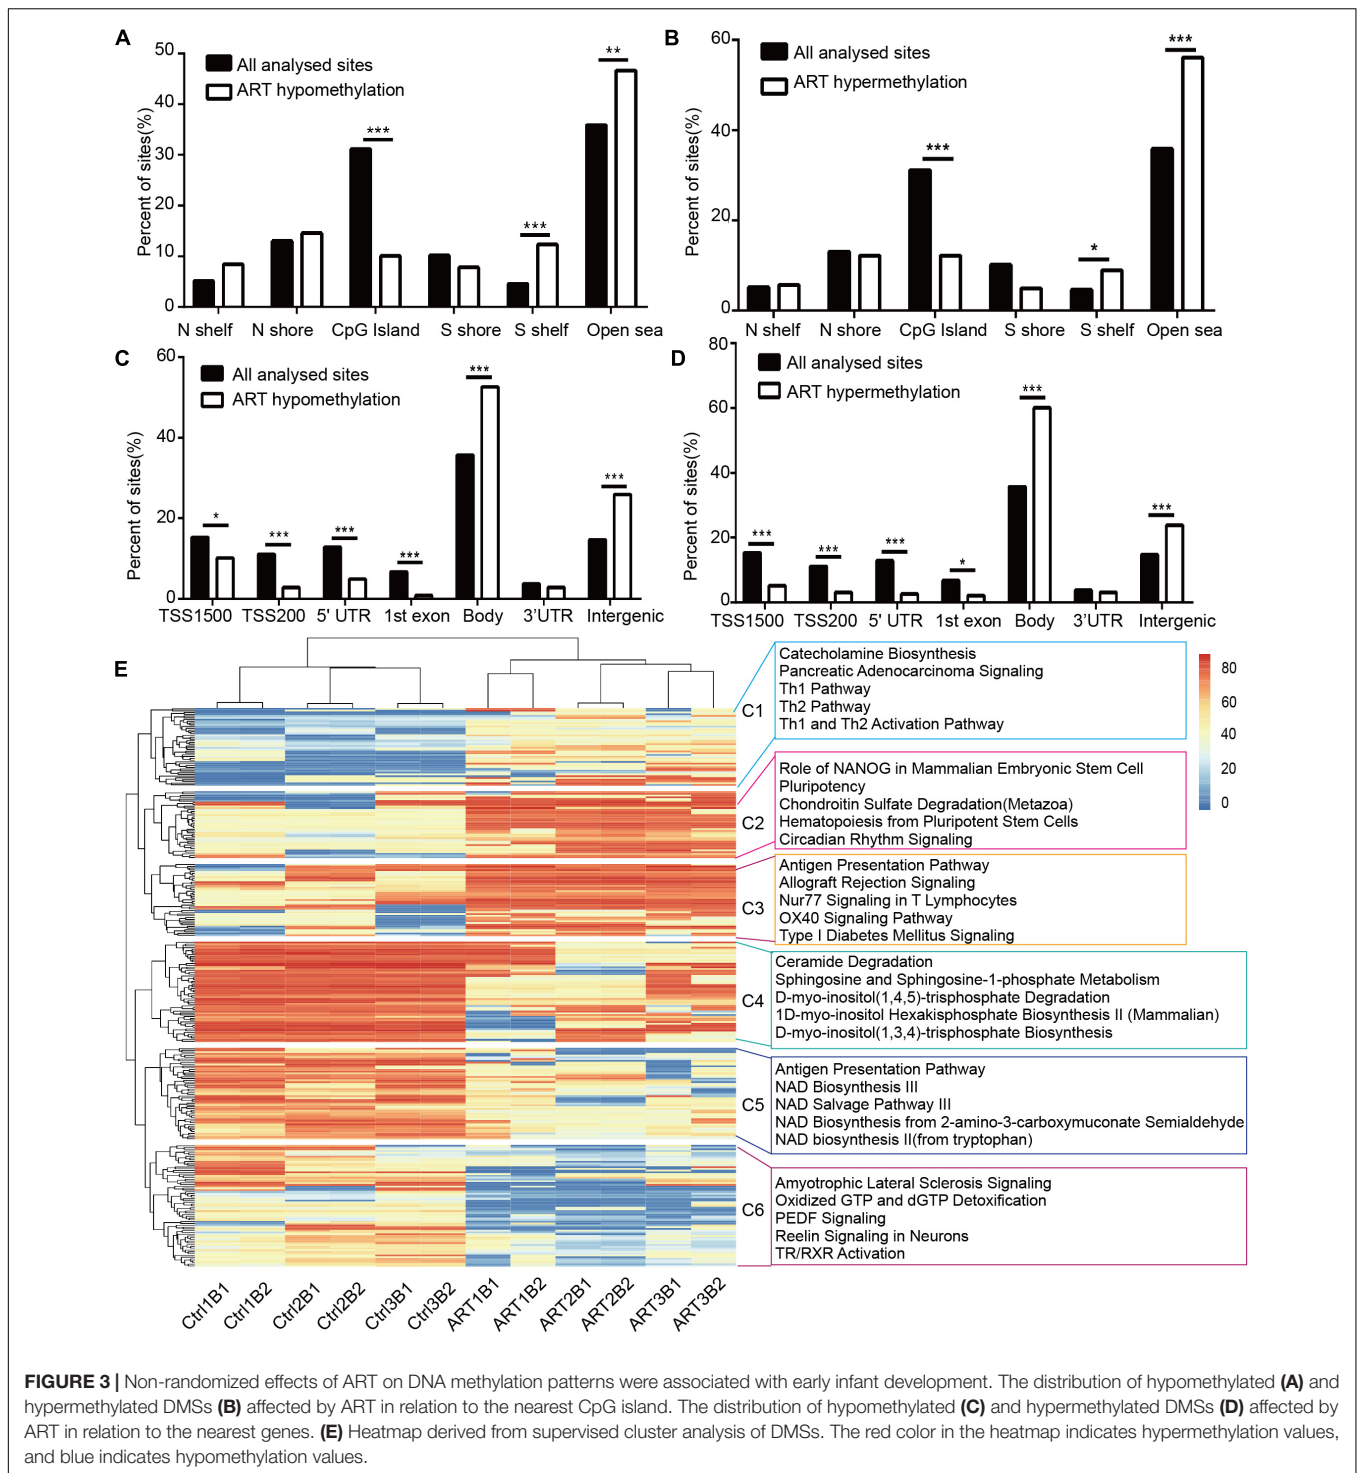 A
50
40
30
20
10
0
Percent of sites(%)
All analysed sites
ART hypomethylation
***
***
**
N shelf N shore CpG Island S shore S shelf Open sea
B
60
40
20
0
Percent of sites(%)
All analysed sites
ART hypermethylation
***
*
***
N shelf N shore CpG Island S shore S shelf Open sea
C
60
40
20
0
Percent of sites(%)
All analysed sites
ART hypomethylation
*
***
***
***
***
***
TSS1500 TSS200 5' UTR 1st exon Body 3'UTR Intergenic
D
80
60
40
20
0
Percent of sites(%)
All analysed sites
ART hypermethylation
***
***
***
*
***
***
TSS1500 TSS200 5' UTR 1st exon Body 3'UTR Intergenic
E
C1
Catecholamine Biosynthesis
Pancreatic Adenocarcinoma Signaling
Th1 Pathway
Th2 Pathway
Th1 and Th2 Activation Pathway
C2
Role of NANOG in Mammalian Embryonic Stem Cell
Pluripotency
Chondroitin Sulfate Degradation(Metazoa)
Hematopoiesis from Pluripotent Stem Cells
Circadian Rhythm Signaling
C3
Antigen Presentation Pathway
Allograft Rejection Signaling
Nur77 Signaling in T Lymphocytes
OX40 Signaling Pathway
Type I Diabetes Mellitus Signaling
C4
Ceramide Degradation
Sphingosine and Sphingosine-1-phosphate Metabolism
D-myo-inositol(1,4,5)-trisphosphate Degradation
1D-myo-inositol Hexakisphosphate Biosynthesis II (Mammalian)
D-myo-inositol(1,3,4)-trisphosphate Biosynthesis
C5
Antigen Presentation Pathway
NAD Biosynthesis III
NAD Salvage Pathway III
NAD Biosynthesis from 2-amino-3-carboxymuconate Semialdehyde
NAD biosynthesis II(from tryptophan)
C6
Amyotrophic Lateral Sclerosis Signaling
Oxidized GTP and dGTP Detoxification
PEDF Signaling
Reelin Signaling in Neurons
TR/RXR Activation
80
60
40
20
0
Ctrl1B1 Ctrl1B2 Ctrl2B1 Ctrl2B2 Ctrl3B1 Ctrl3B2 ART1B1 ART1B2 ART2B1 ART2B2 ART3B1 ART3B2
FIGURE 3 | Non-randomized effects of ART on DNA methylation patterns were associated with early infant development. The distribution of hypomethylated (A) and
hypermethylated DMSs (B) affected by ART in relation to the nearest CpG island. The distribution of hypomethylated (C) and hypermethylated DMSs (D) affected by
ART in relation to the nearest genes. (E) Heatmap derived from supervised cluster analysis of DMSs. The red color in the heatmap indicates hypermethylation values,
and blue indicates hypomethylation values.